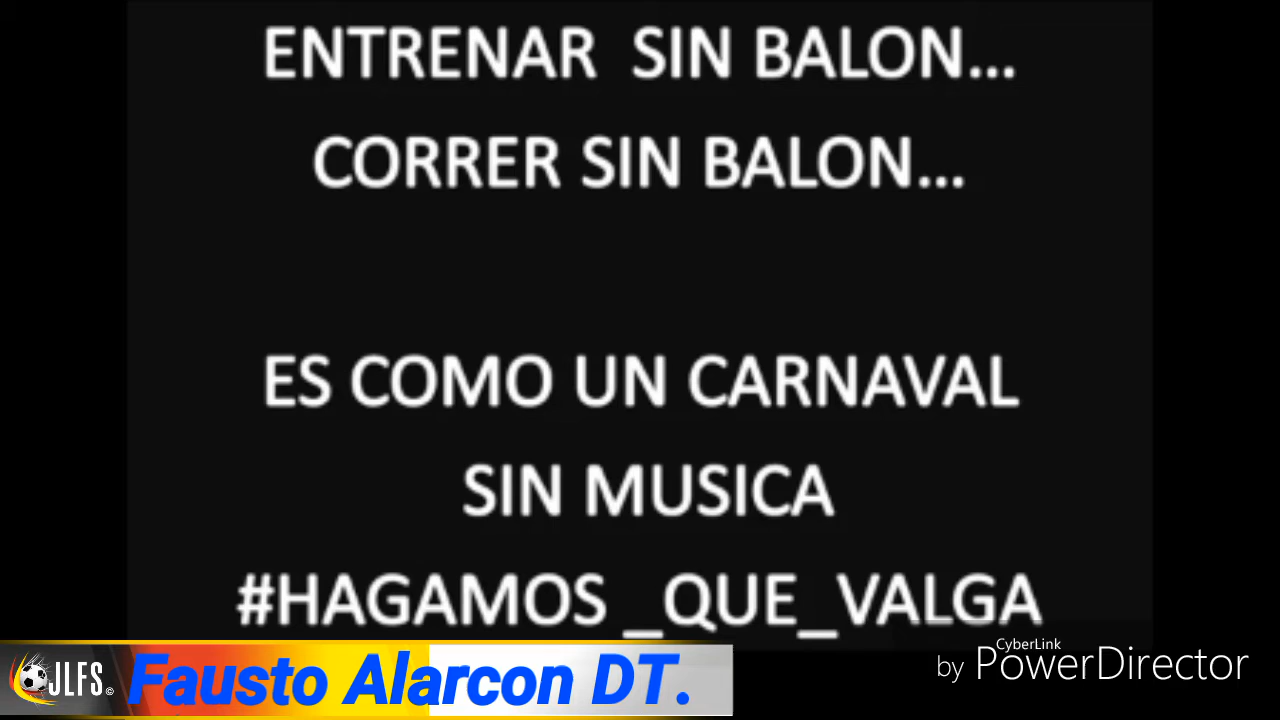 ENTRENAR SIN BALON...
CORRER SIN BALON...
ES COMO UN CARNAVAL
SIN MUSICA
#HAGAMOS _QUE_VALGA
JLFS©
Fausto Alarcon DT.
CyberLink
by PowerDirector